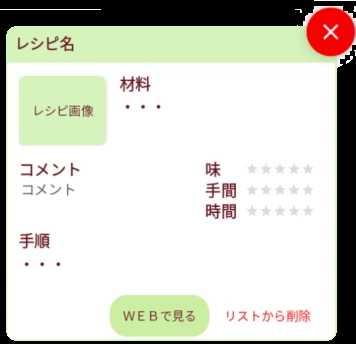 レシピ名
レシピ画像
材料
・・・
コメント
コメント
味 ★★★★★
手間 ★★★★★
時間 ★★★★★
手順
・・・
ＷＥＢで見る
リストから削除